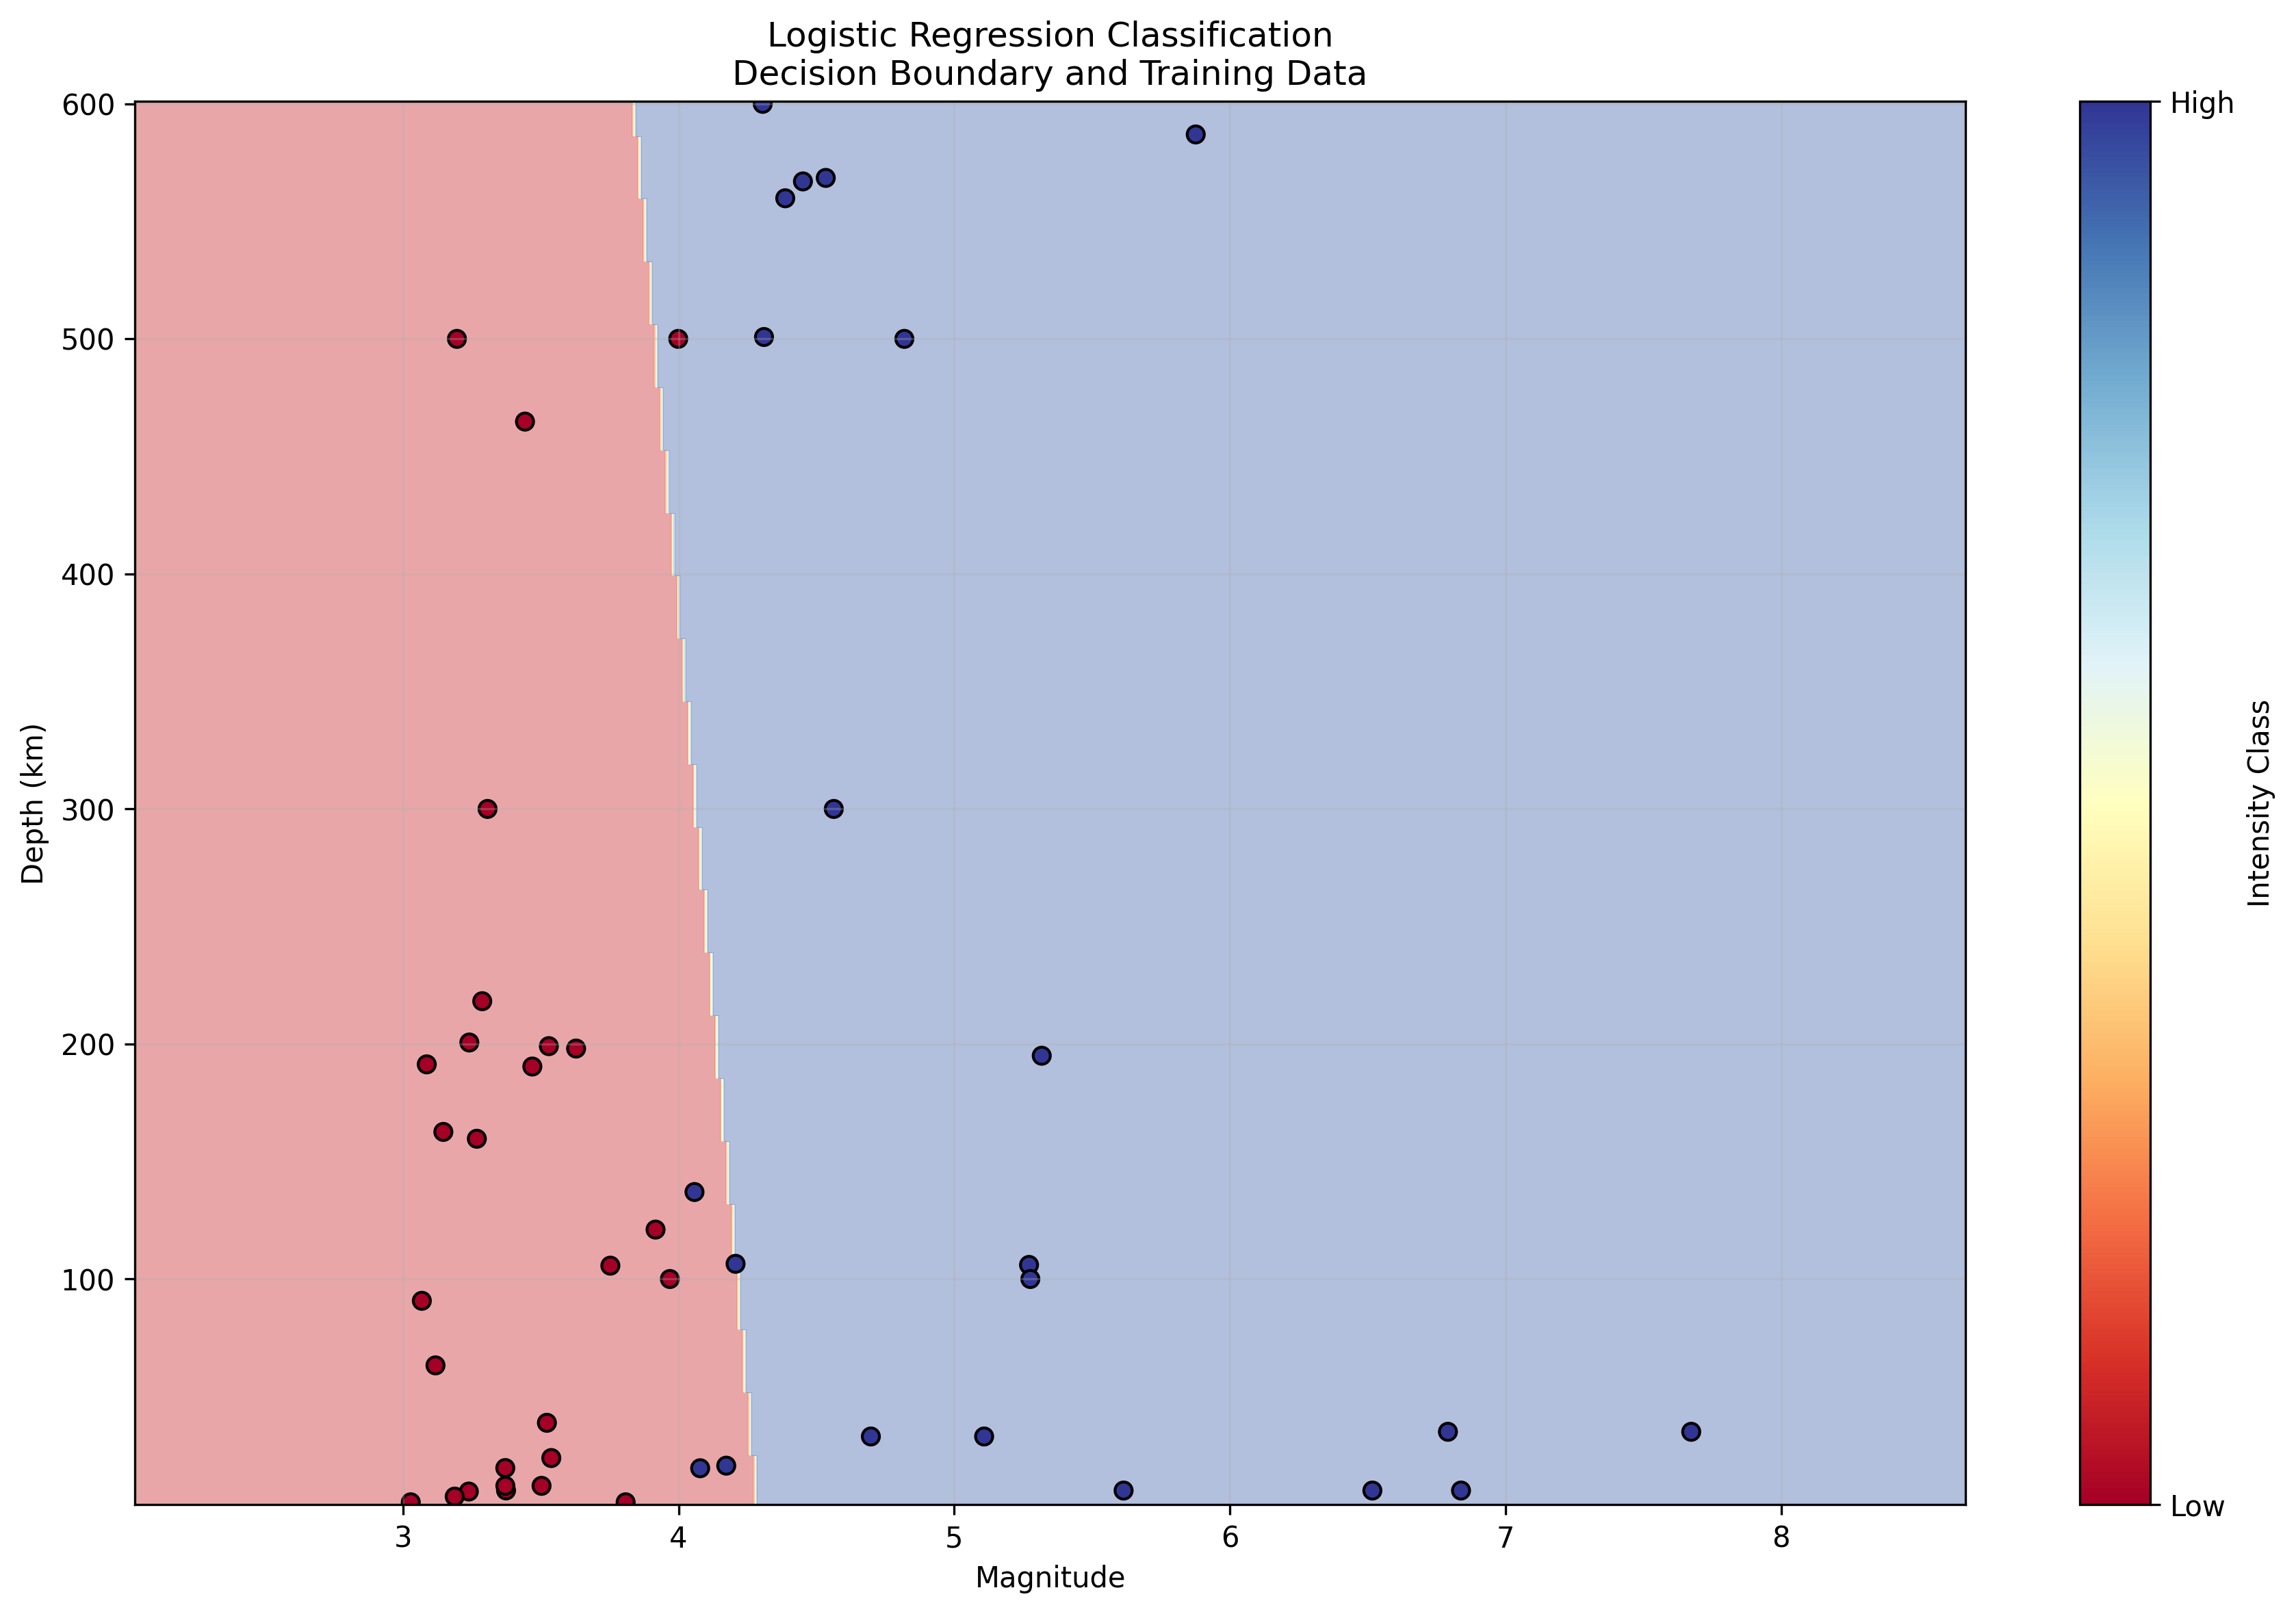 Logistic Regression Classification
Decision Boundary and Training Data
600
500
400
300
200
100
Depth (km)
3
4
5
6
7
8
Magnitude
High
Low
Intensity Class